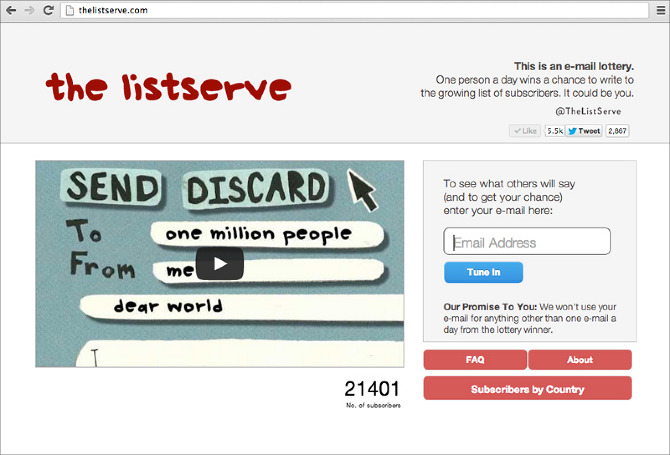 thelistserve.com
the listserve
This is an e-mail lottery.
One person a day wins a chance to write to
the growing list of subscribers. It could be you.
@TheListServe
Like 5.5k Tweet 2,867
SEND DISCARD
To one million people
From me
dear world
21401
No. of subscribers
To see what others will say
(and to get your chance)
enter your e-mail here:
Email Address
Tune In
Our Promise To You: We won't use your
e-mail for anything other than one e-mail a
day from the lottery winner.
FAQ About
Subscribers by Country